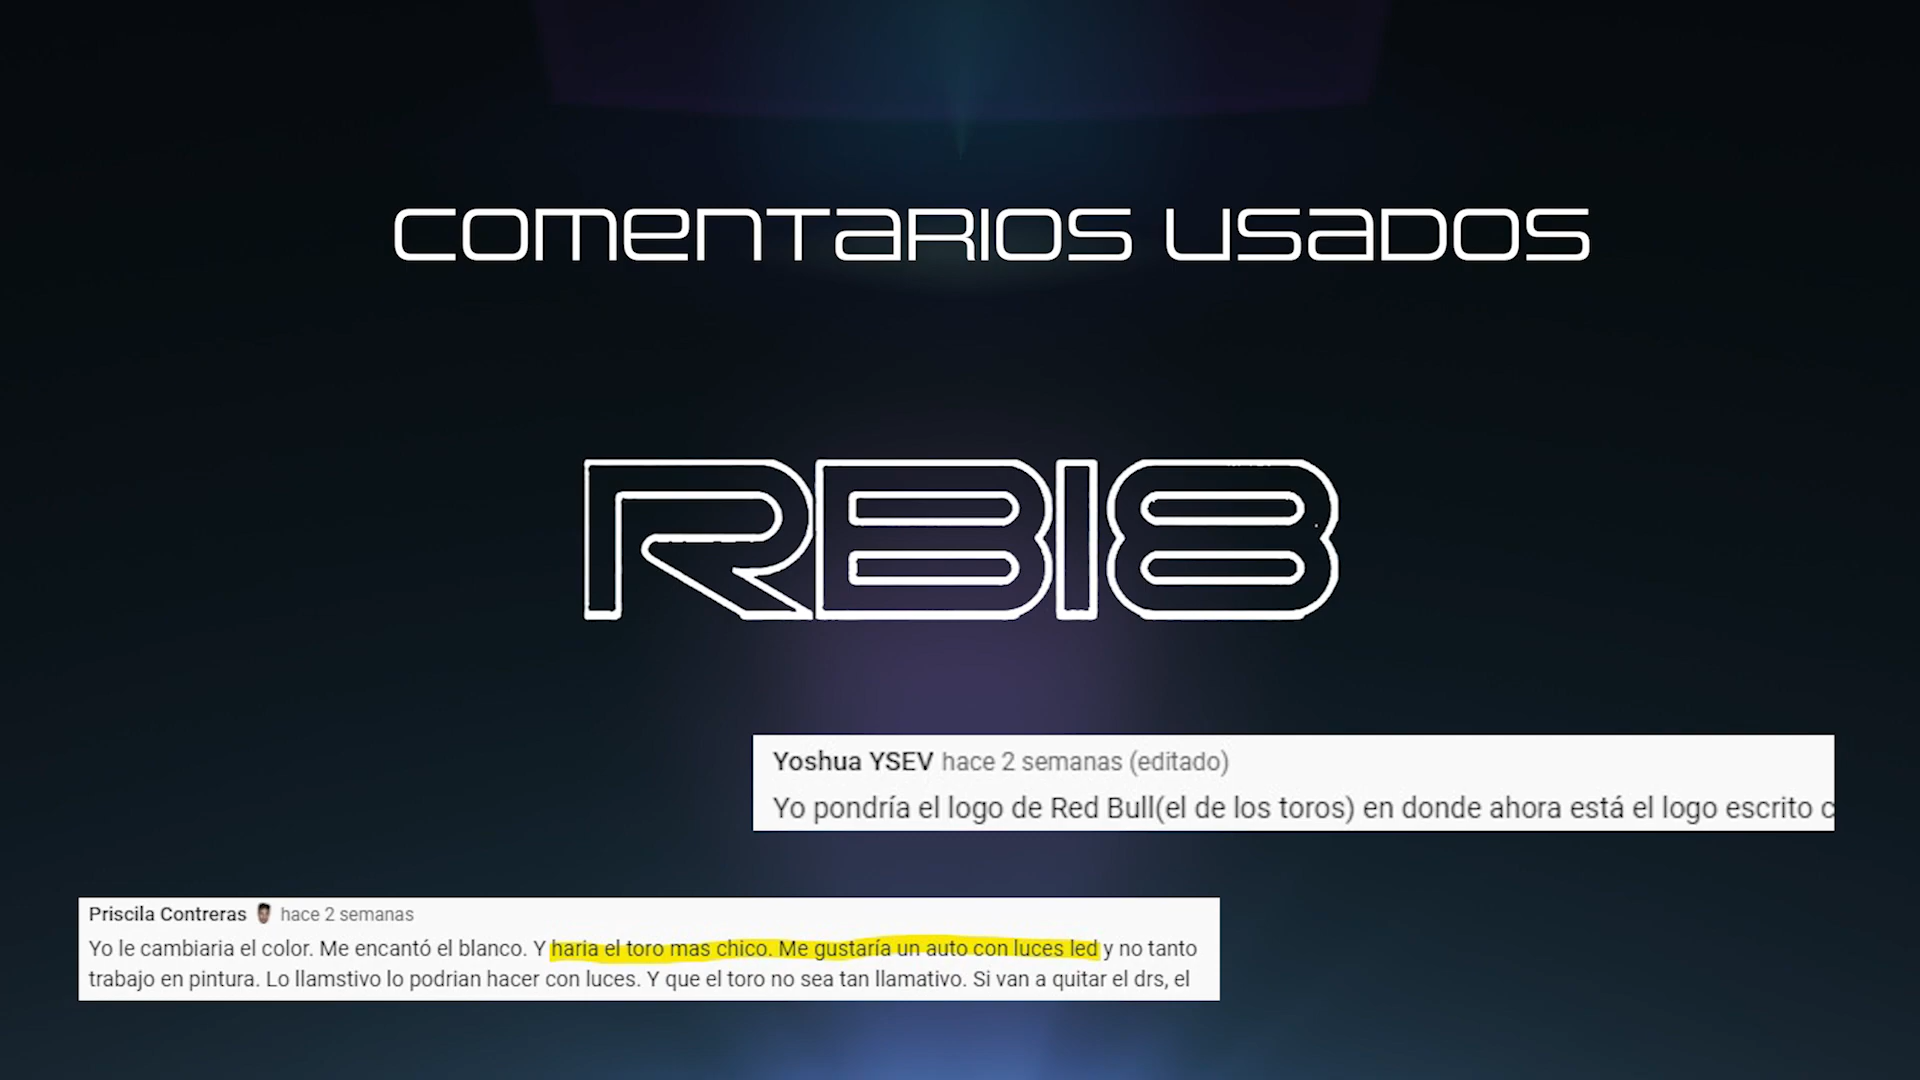 COMENTARIOS USADOS
RB18
Yoshua YSEV hace 2 semanas (editado)
Yo pondría el logo de Red Bull(el de los toros) en donde ahora está el logo escrito c
Priscila Contreras hace 2 semanas
Yo le cambiaria el color. Me encantó el blanco. Y haria el toro mas chico. Me gustaría un auto con luces led y no tanto
trabajo en pintura. Lo llamstivo lo podrian hacer con luces. Y que el toro no sea tan llamativo. Si van a quitar el drs, el